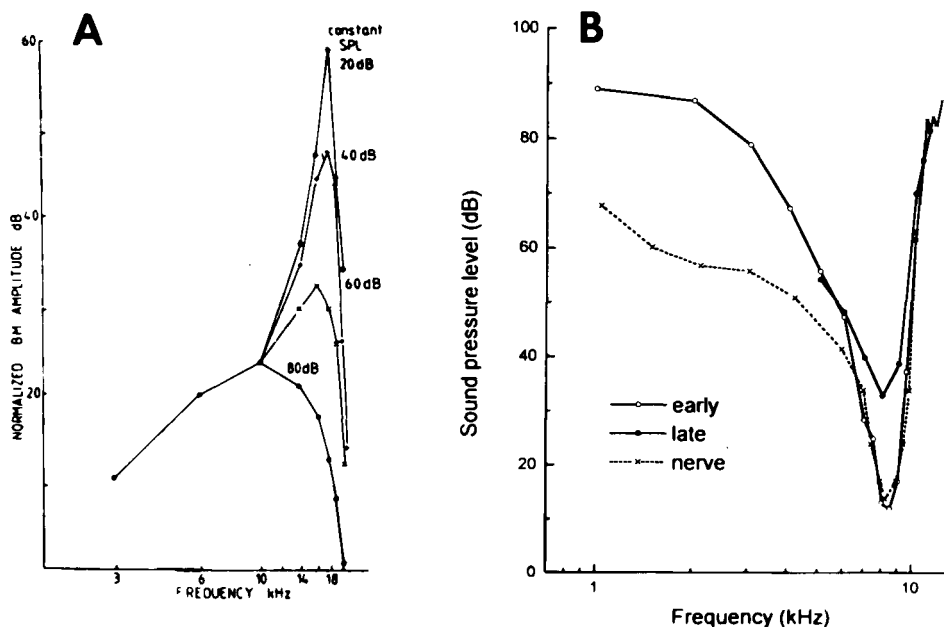 A
constant
SPL
20dB
60
40dB
40
60dB
80dB
20
NORMALIZED BM AMPLITUDE dB
3 6 10 14 18
FREQUENCY kHz
B
100
80
60
40
20
0
Sound pressure level (dB)
early
late
nerve
1 10
Frequency (kHz)